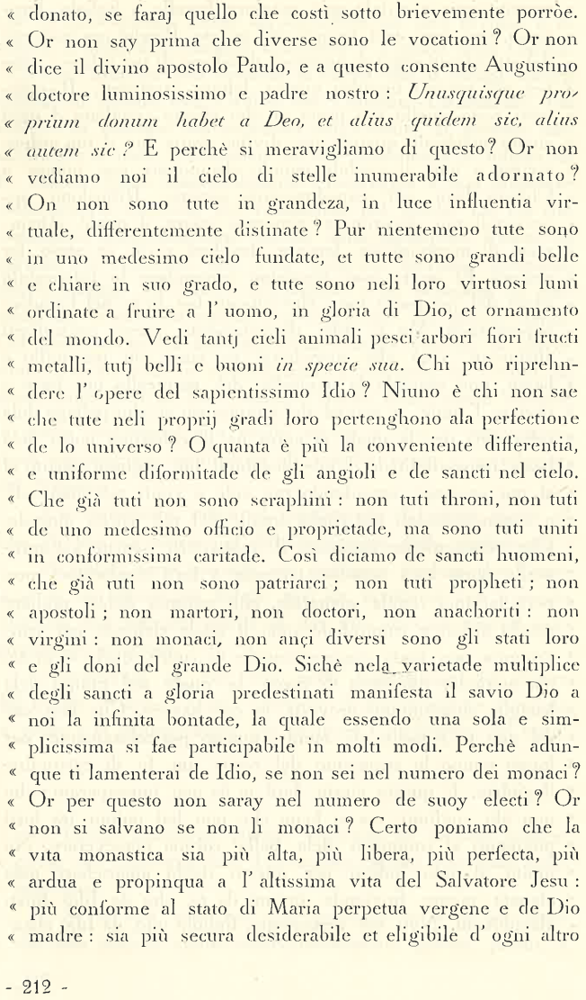 « donato, se faraj quello che costì sotto brievemente porròe.
« Or non say prima che diverse sono le vocationi ? Or non
« dice il divino apostolo Paulo, e a questo consente Augustino
« doctore luminosissimo e padre nostro : Unusquisque pro-
« prium donum habet a Deo, et alius quidem sic, alius
« autem sic ? E perchè si meravigliamo di questo? Or non
« vediamo noi il cielo di stelle inumerabile adornato ?
« On non sono tute in grandeza, in luce influentia vir-
« tuale, differentemente distinate ? Pur nientemeno tute sono
« in uno medesimo cielo fundate, et tutte sono grandi belle
« e chiare in suo grado, e tute sono neli loro virtuosi lumi
« ordinate a fruire a l' uomo, in gloria di Dio, et ornamento
« del mondo. Vedi tantj cieli animali pesci arbori fiori fructi
« metalli, tutj belli e buoni in specie sua. Chi può riprehn-
« dere l' opere del sapientissimo Idio ? Niuno è chi non sae
« che tute neli proprij gradi loro pertenghono ala perfectione
« de lo universo ? O quanta è più la conveniente differentia,
« e uniforme diformitade de gli angioli e de sancti nel cielo.
« Che già tuti non sono seraphini : non tuti throni, non tuti
« de uno medesimo officio e proprietade, ma sono tuti uniti
« in conformissima caritade. Così diciamo de sancti huomeni,
« che già tuti non sono patriarci ; non tuti propheti ; non
« apostoli ; non martori, non doctori, non anachoriti : non
« virgini : non monaci, non ançi diversi sono gli stati loro
« e gli doni del grande Dio. Sichè nela varietade multiplice
« degli sancti a gloria predestinati manifesta il savio Dio a
« noi la infinita bontade, la quale essendo una sola e sim-
« plicissima si fae participabile in molti modi. Perchè adun-
« que ti lamenterai de Idio, se non sei nel numero dei monaci ?
« Or per questo non saray nel numero de suoy electi ? Or
« non si salvano se non li monaci ? Certo poniamo che la
« vita monastica sia più alta, più libera, più perfecta, più
« ardua e propinqua a l' altissima vita del Salvatore Jesu :
« più conforme al stato di Maria perpetua vergene e de Dio
« madre : sia più secura desiderabile et eligibile d' ogni altro
- 212 -